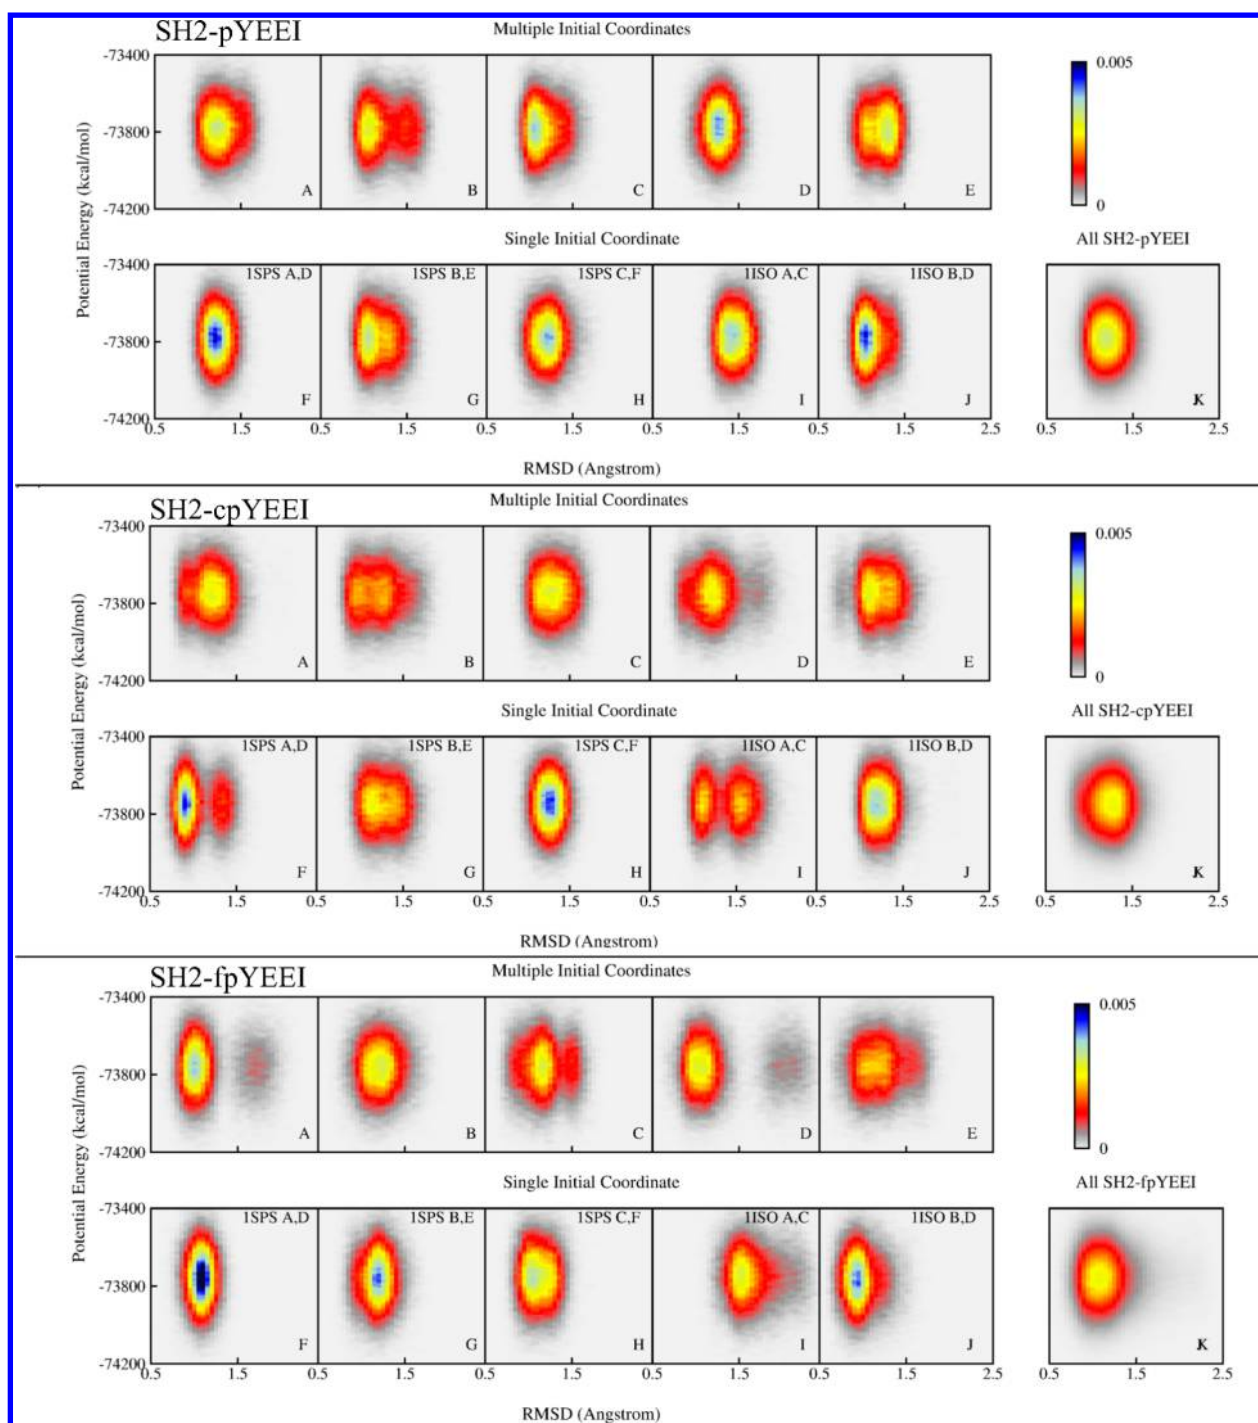 SH2-pYEEI
Multiple Initial Coordinates
-73400
-73800
-74200
A
B
C
D
E
0.005
0
Potential Energy (kcal/mol)
Single Initial Coordinate
All SH2-pYEEI
-73400
-73800
-74200
1SPS A,D
1SPS B,E
1SPS C,F
1ISO A,C
1ISO B,D
F
G
H
I
J
K
0.5
1.5
0.5
1.5
0.5
1.5
0.5
1.5
0.5
1.5
2.5
0.5
1.5
2.5
RMSD (Angstrom)
SH2-cpYEEI
Multiple Initial Coordinates
-73400
-73800
-74200
A
B
C
D
E
0.005
0
Potential Energy (kcal/mol)
Single Initial Coordinate
All SH2-cpYEEI
-73400
-73800
-74200
1SPS A,D
1SPS B,E
1SPS C,F
1ISO A,C
1ISO B,D
F
G
H
I
J
K
0.5
1.5
0.5
1.5
0.5
1.5
0.5
1.5
0.5
1.5
2.5
0.5
1.5
2.5
RMSD (Angstrom)
SH2-fpYEEI
Multiple Initial Coordinates
-73400
-73800
-74200
A
B
C
D
E
0.005
0
Potential Energy (kcal/mol)
Single Initial Coordinate
All SH2-fpYEEI
-73400
-73800
-74200
1SPS A,D
1SPS B,E
1SPS C,F
1ISO A,C
1ISO B,D
F
G
H
I
J
K
0.5
1.5
0.5
1.5
0.5
1.5
0.5
1.5
0.5
1.5
2.5
0.5
1.5
2.5
RMSD (Angstrom)